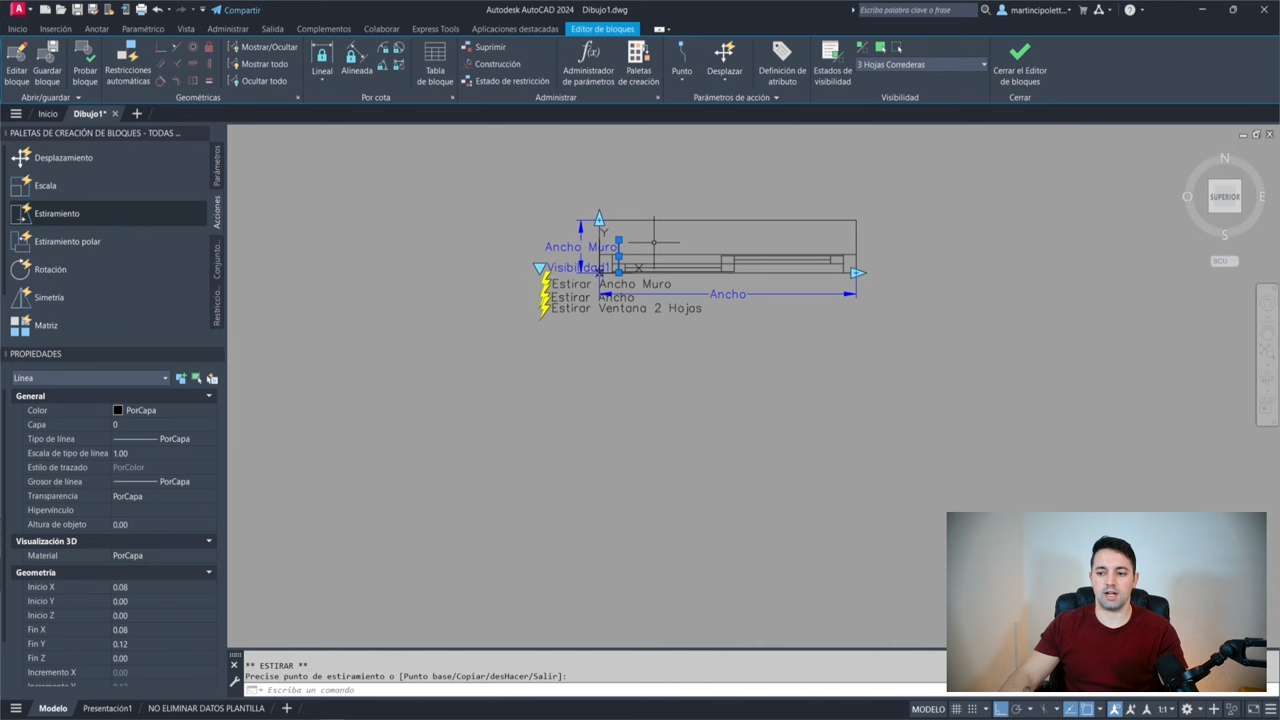 Compartir
Autodesk AutoCAD 2024
Dibujo1.dwg
Escriba palabra clave o frase
martincipolett...
Inicio
Inserción
Anotar
Paramétrico
Vista
Administrar
Salida
Complementos
Colaborar
Express Tools
Aplicaciones destacadas
Editor de bloques
Editar bloque
Guardar bloque
Probar bloque
Restricciones automáticas
Mostrar/Ocultar
Mostrar todo
Ocultar todo
Lineal
Alineada
Tabla de bloque
Suprimir
Construcción
Estado de restricción
Administrador de parámetros
Paletas de creación
Punto
Desplazar
Definición de atributo
Estados de visibilidad
3 Hojas Correderas
Cerrar el Editor de bloques
Abrir/guardar
Geométricas
Por cota
Administrar
Parámetros de acción
Visibilidad
Cerrar
Inicio
Dibujo1*
PALETAS DE CREACIÓN DE BLOQUES - TODAS ...
Desplazamiento
Escala
Estiramiento
Estiramiento polar
Rotación
Simetría
Matriz
Parámetros
Acciones
Conjunto...
Restricci...
PROPIEDADES
Línea
General
Color PorCapa
Capa 0
Tipo de línea PorCapa
Escala de tipo de línea 1.00
Estilo de trazado PorColor
Grosor de línea PorCapa
Transparencia PorCapa
Hipervínculo
Altura de objeto 0.00
Visualización 3D
Material PorCapa
Geometría
Inicio X 0.08
Inicio Y 0.00
Inicio Z 0.00
Fin X 0.08
Fin Y 0.12
Fin Z 0.00
Incremento X 0.00
Y
Ancho Muro
Visibilidad1
X
Estirar Ancho Muro
Estirar Ancho
Estirar Ventana 2 Hojas
Ancho
N
O
SUPERIOR
E
S
SCU
** ESTIRAR **
Precise punto de estiramiento o [Punto base/Copiar/desHacer/Salir]:
Escriba un comando
Modelo
Presentación1
NO ELIMINAR DATOS PLANTILLA
MODELO
1:1